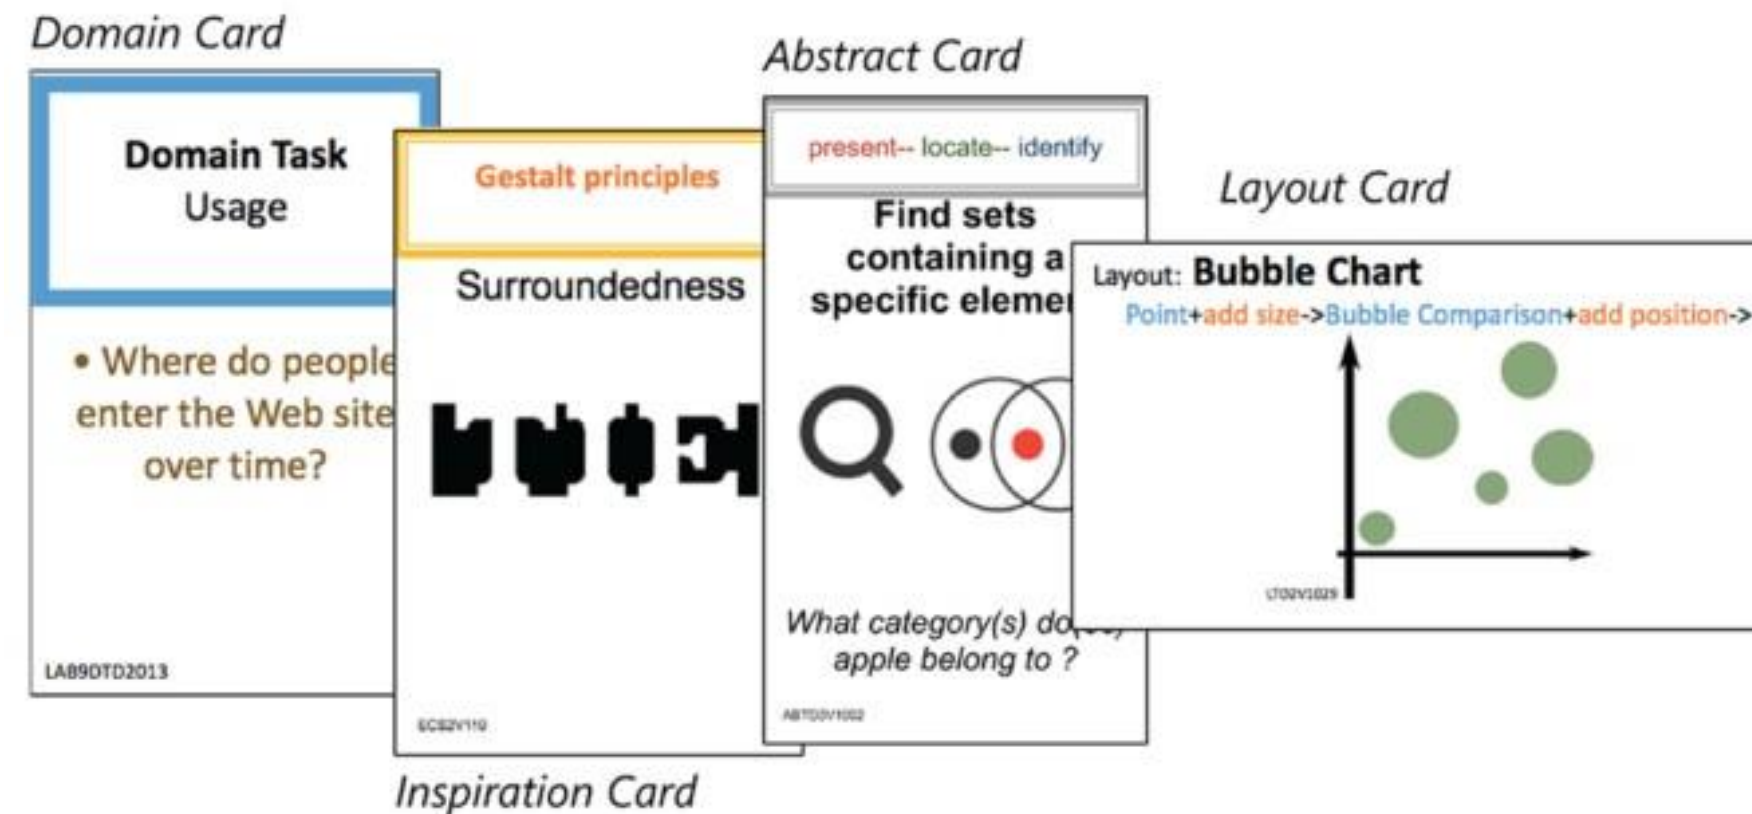 Domain Card
Domain Task
Usage
• Where do people
enter the Web site
over time?
LAB9DTD2013
Gestalt principles
Surroundedness
ECS2V110
Inspiration Card
Abstract Card
present-- locate-- identify
Find sets
containing a
specific
What category(s)
apple belong to ?
Layout Card
Layout: Bubble Chart
Point+add size->Bubble Comparison+add position->